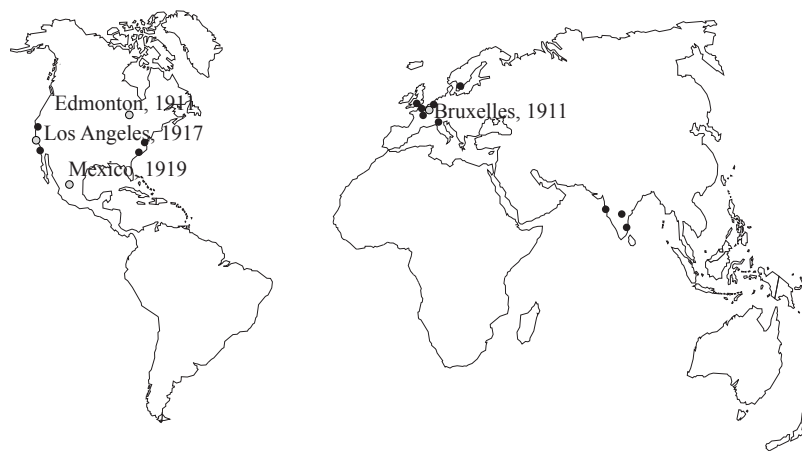 Edmonton, 1911
Bruxelles, 1911
Los Angeles, 1917
Mexico, 1919